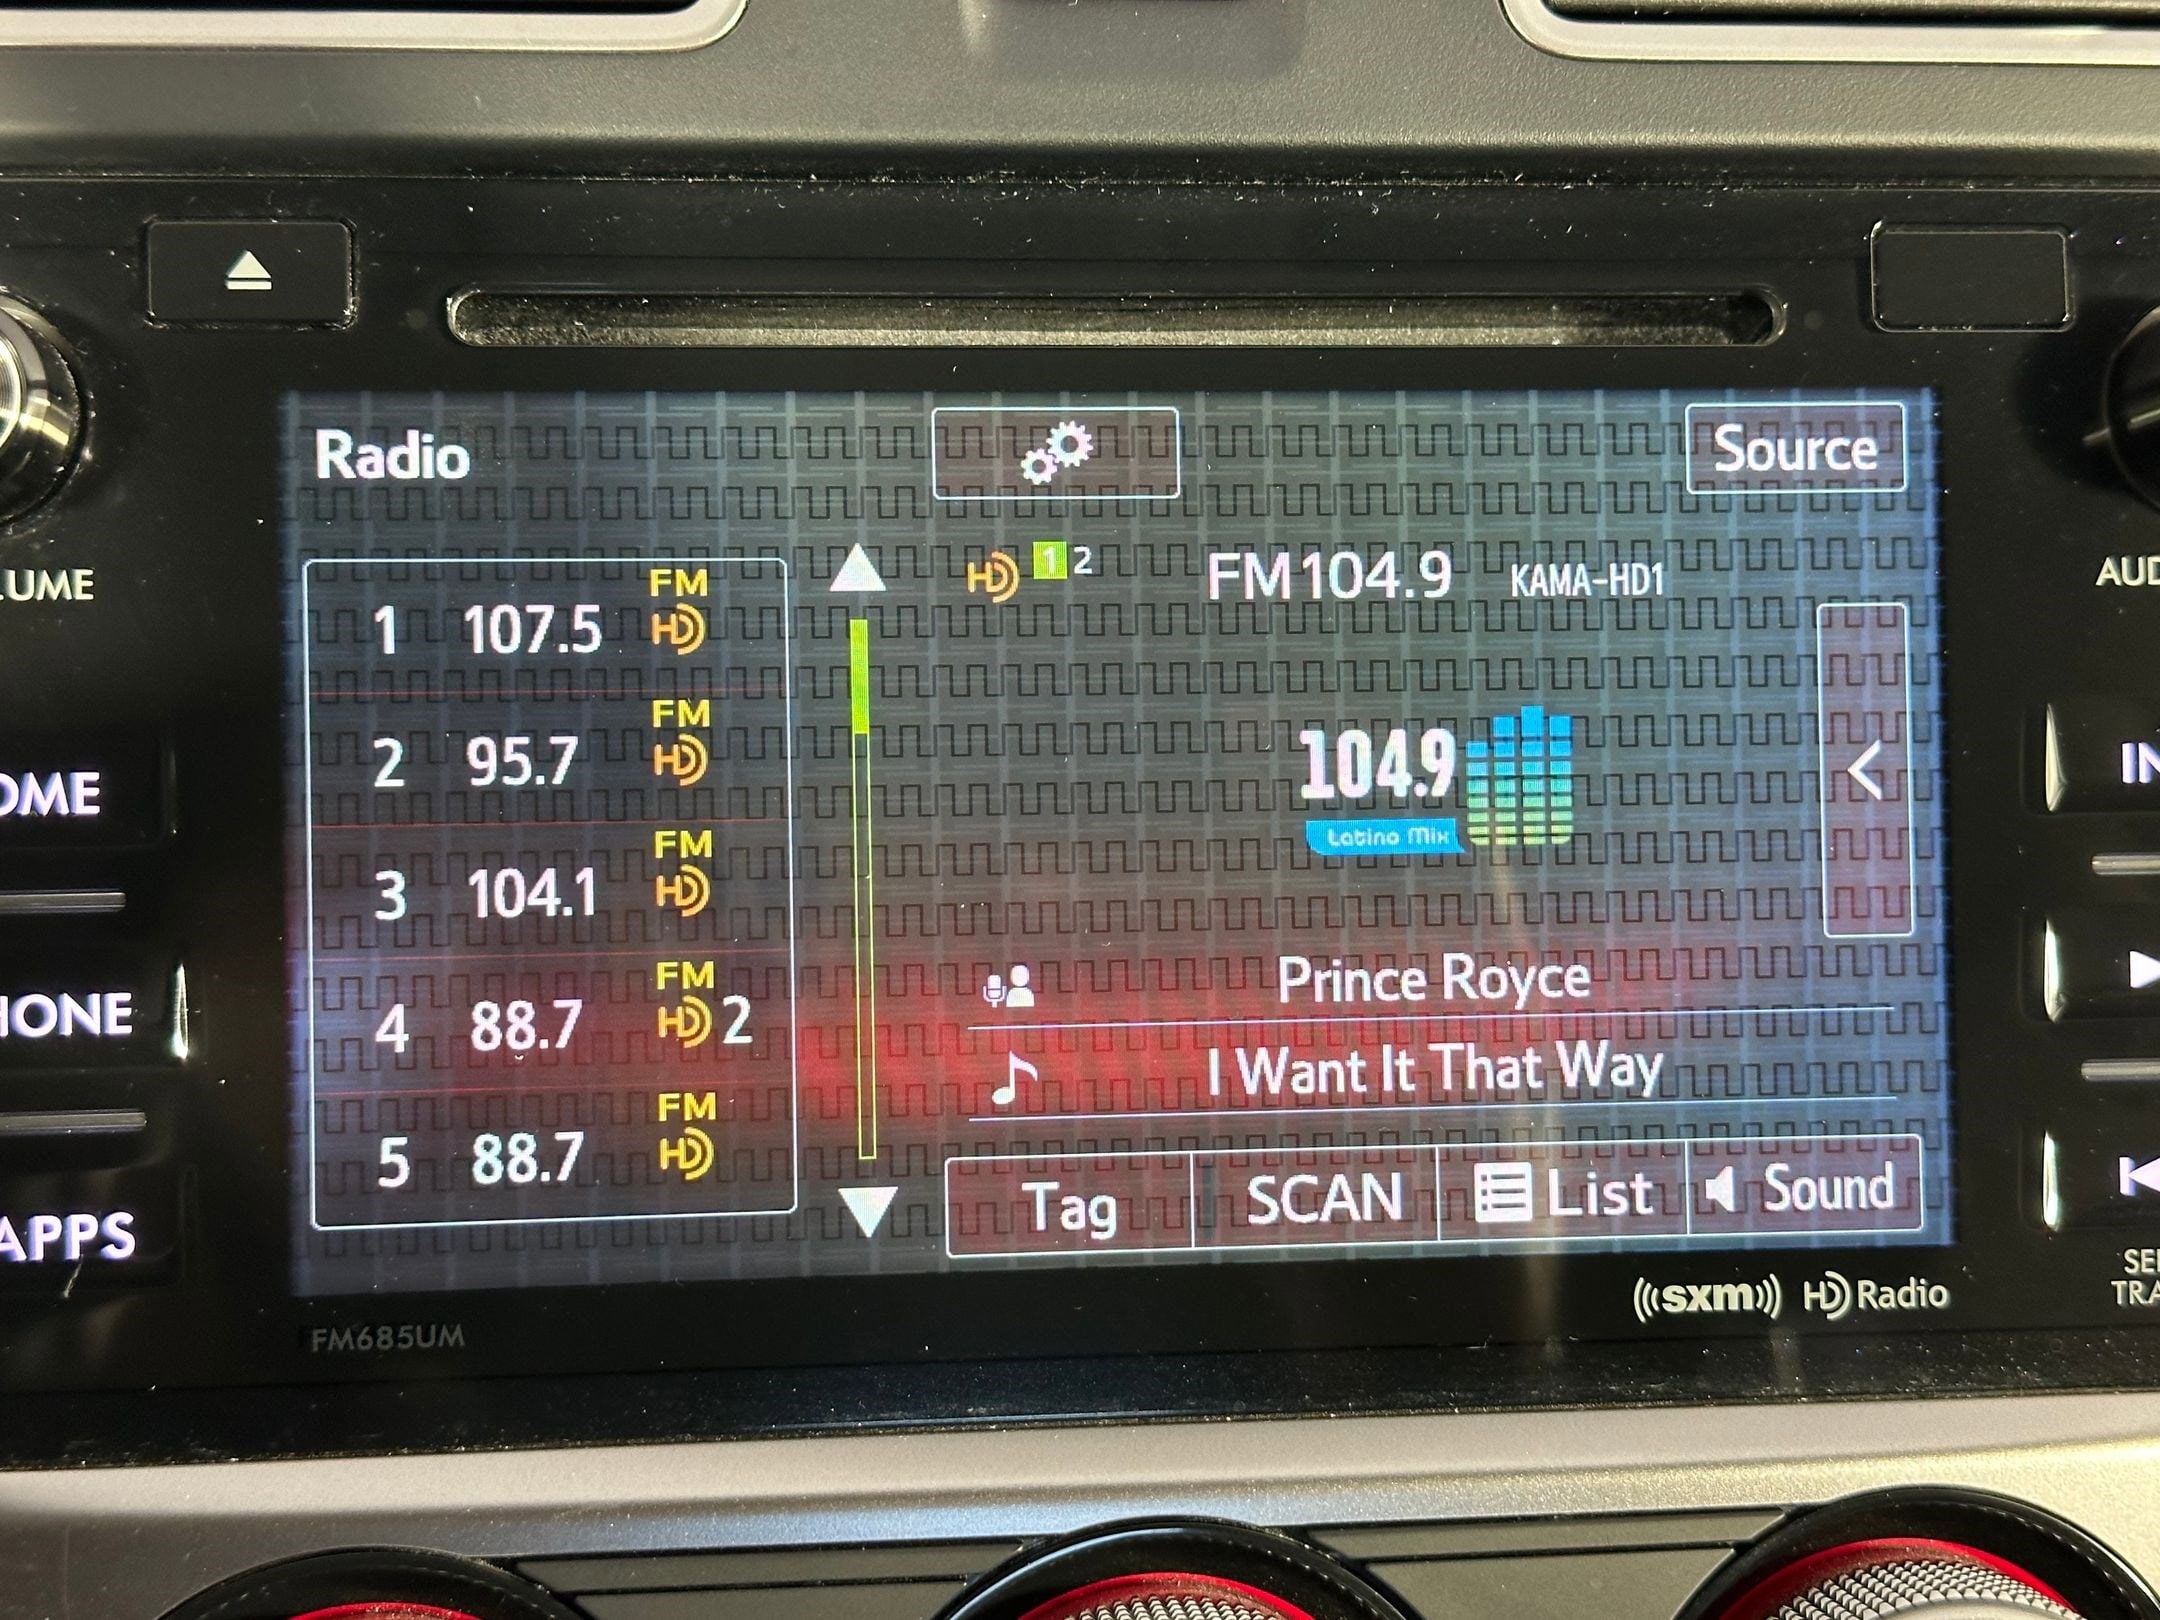 Radio
Source
1 107.5 FM HD
2 95.7 FM HD
3 104.1 FM HD
4 88.7 FM HD 2
5 88.7 FM HD
HD 1 2 FM104.9 KAMA-HD1
104.9
Latino Mix
Prince Royce
I Want It That Way
Tag SCAN List Sound
((sxm)) HD Radio
FM685UM
LUME
OME
HONE
APPS
AUD
IN
SE
TRA